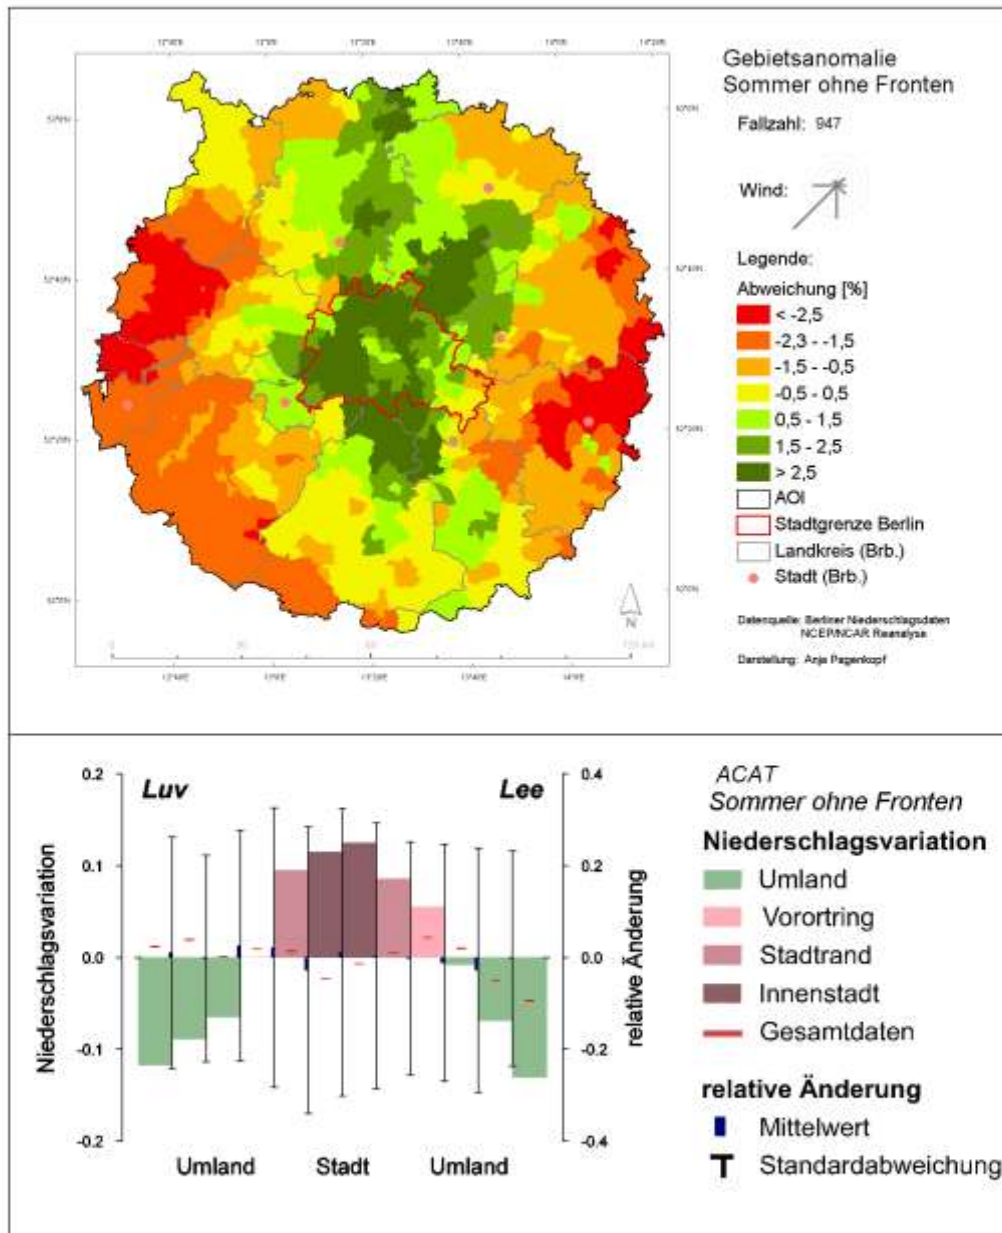 Gebietsanomalie
Sommer ohne Fronten
Fallzahl: 947
Wind:
Legende:
Abweichung [%]
< -2,5
-2,3 - -1,5
-1,5 - -0,5
-0,5 - 0,5
0,5 - 1,5
1,5 - 2,5
> 2,5
AOI
Stadtgrenze Berlin
Landkreis (Brb.)
Stadt (Brb.)
N
Datenquelle: Berliner Niederschlagsdaten
NCEP/NCAR Reanalyse
Darstellung: Anja Pagenkopf
0.2
0.1
0.0
-0.1
-0.2
Niederschlagsvariation
Luv
Lee
0.4
0.2
0.0
-0.2
-0.4
relative Änderung
Umland
Stadt
Umland
ACAT
Sommer ohne Fronten
Niederschlagsvariation
Umland
Vorortring
Stadtrand
Innenstadt
Gesamtdaten
relative Änderung
Mittelwert
Standardabweichung